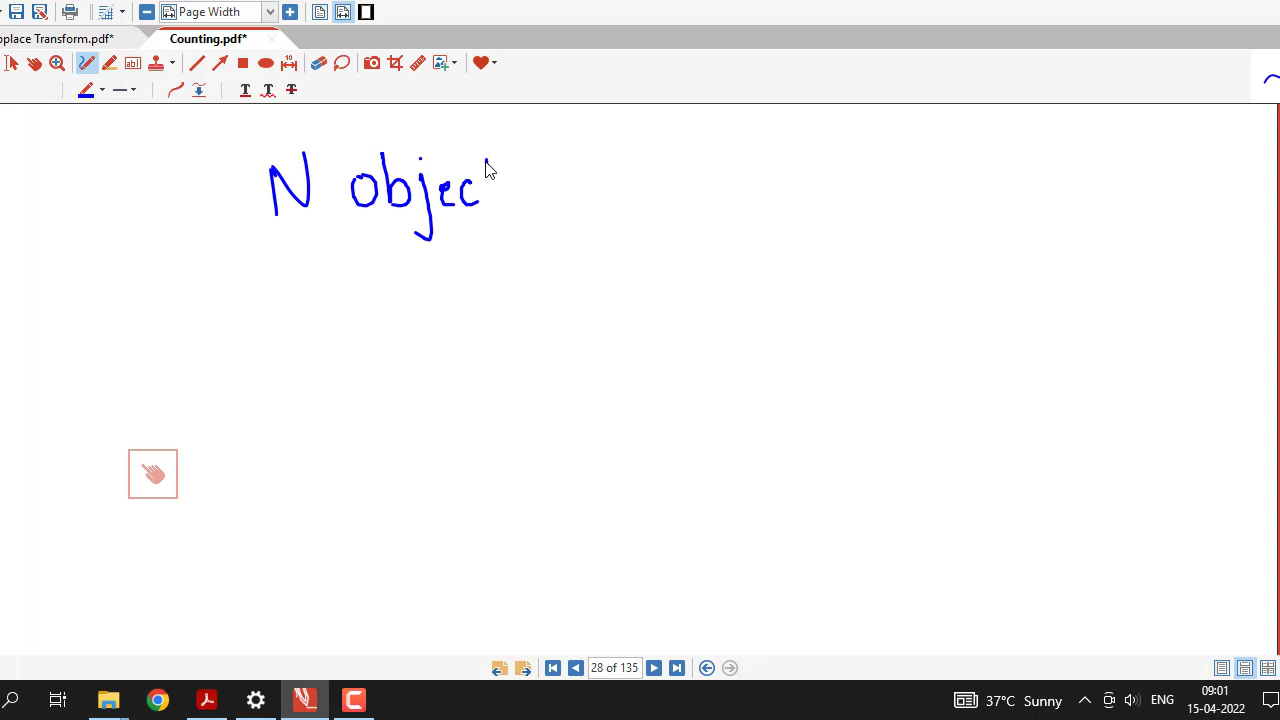 Page Width
place Transform.pdf*
Counting.pdf*
10
T T T
N objec
28 of 135
37°C Sunny
ENG
09:01
15-04-2022